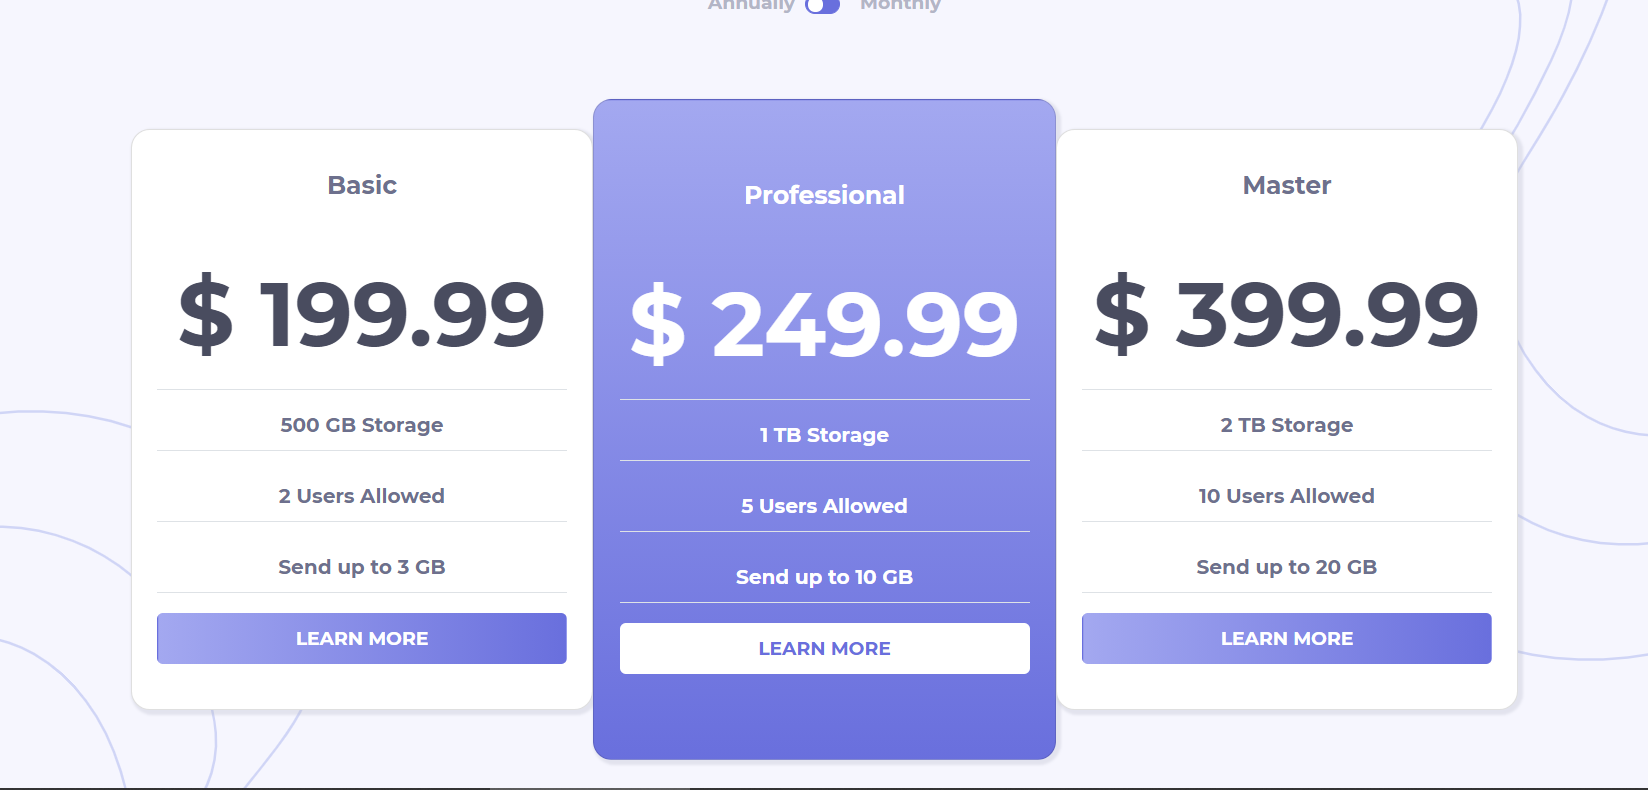 Annually Monthly
Basic
$ 199.99
500 GB Storage
2 Users Allowed
Send up to 3 GB
LEARN MORE
Professional
$ 249.99
1 TB Storage
5 Users Allowed
Send up to 10 GB
LEARN MORE
Master
$ 399.99
2 TB Storage
10 Users Allowed
Send up to 20 GB
LEARN MORE